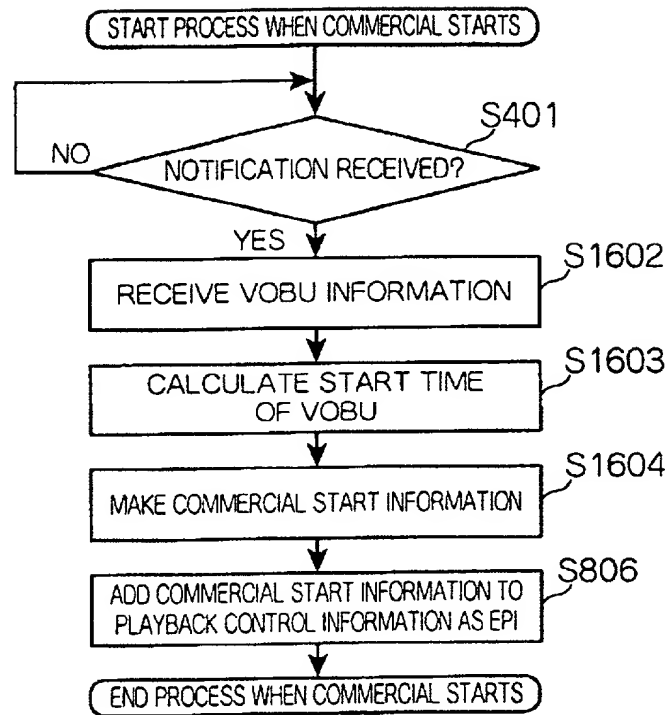 START PROCESS WHEN COMMERCIAL STARTS
S401
NO
NOTIFICATION RECEIVED?
YES
S1602
RECEIVE VOBU INFORMATION
S1603
CALCULATE START TIME
OF VOBU
S1604
MAKE COMMERCIAL START INFORMATION
S806
ADD COMMERCIAL START INFORMATION TO
PLAYBACK CONTROL INFORMATION AS EPI
END PROCESS WHEN COMMERCIAL STARTS